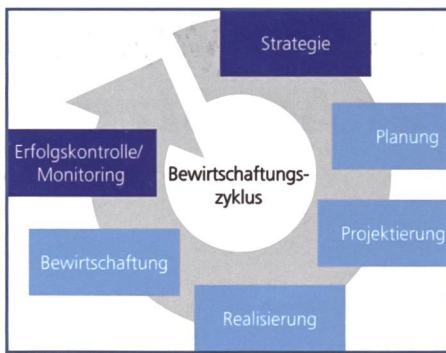 Strategie
Planung
Projektierung
Realisierung
Bewirtschaftung
Erfolgskontrolle/
Monitoring
Bewirtschaftungs-
zyklus